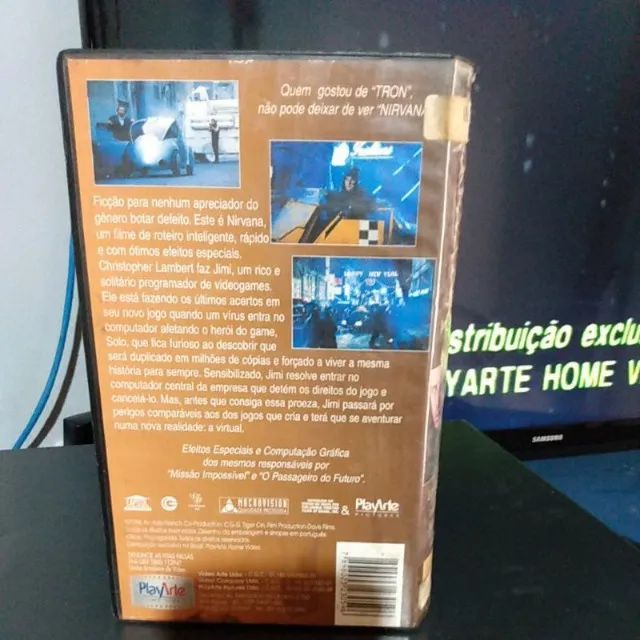 Quem gostou de "TRON",
não pode deixar de ver "NIRVANA
HAPPY NEW YEAR
Ficção para nenhum apreciador do
gênero botar defeito. Este é Nirvana,
um filme de roteiro inteligente, rápido
e com ótimos efeitos especiais.
Christopher Lambert faz Jimi, um rico e
solitário programador de videogames.
Ele está fazendo os últimos acertos em
seu novo jogo quando um vírus entra no
computador afetando o herói do game,
Solo, que fica furioso ao descobrir que
será duplicado em milhões de cópias e forçado a viver a mesma
história para sempre. Sensibilizado, Jimi resolve entrar no
computador central da empresa que detém os direitos do jogo e
cancelá-lo. Mas, antes que consiga essa proeza, Jimi passará por
perigos comparáveis aos dos jogos que cria e terá que se aventurar
numa nova realidade: a virtual.
Efeitos Especiais e Computação Gráfica
dos mesmos responsáveis por
"Missão Impossível" e "O Passageiro do Futuro".
MACROVISION
&
PlayArte
PICTURES
PlayArte
stribuição exclu
YARTE HOME V
SAMSUNG